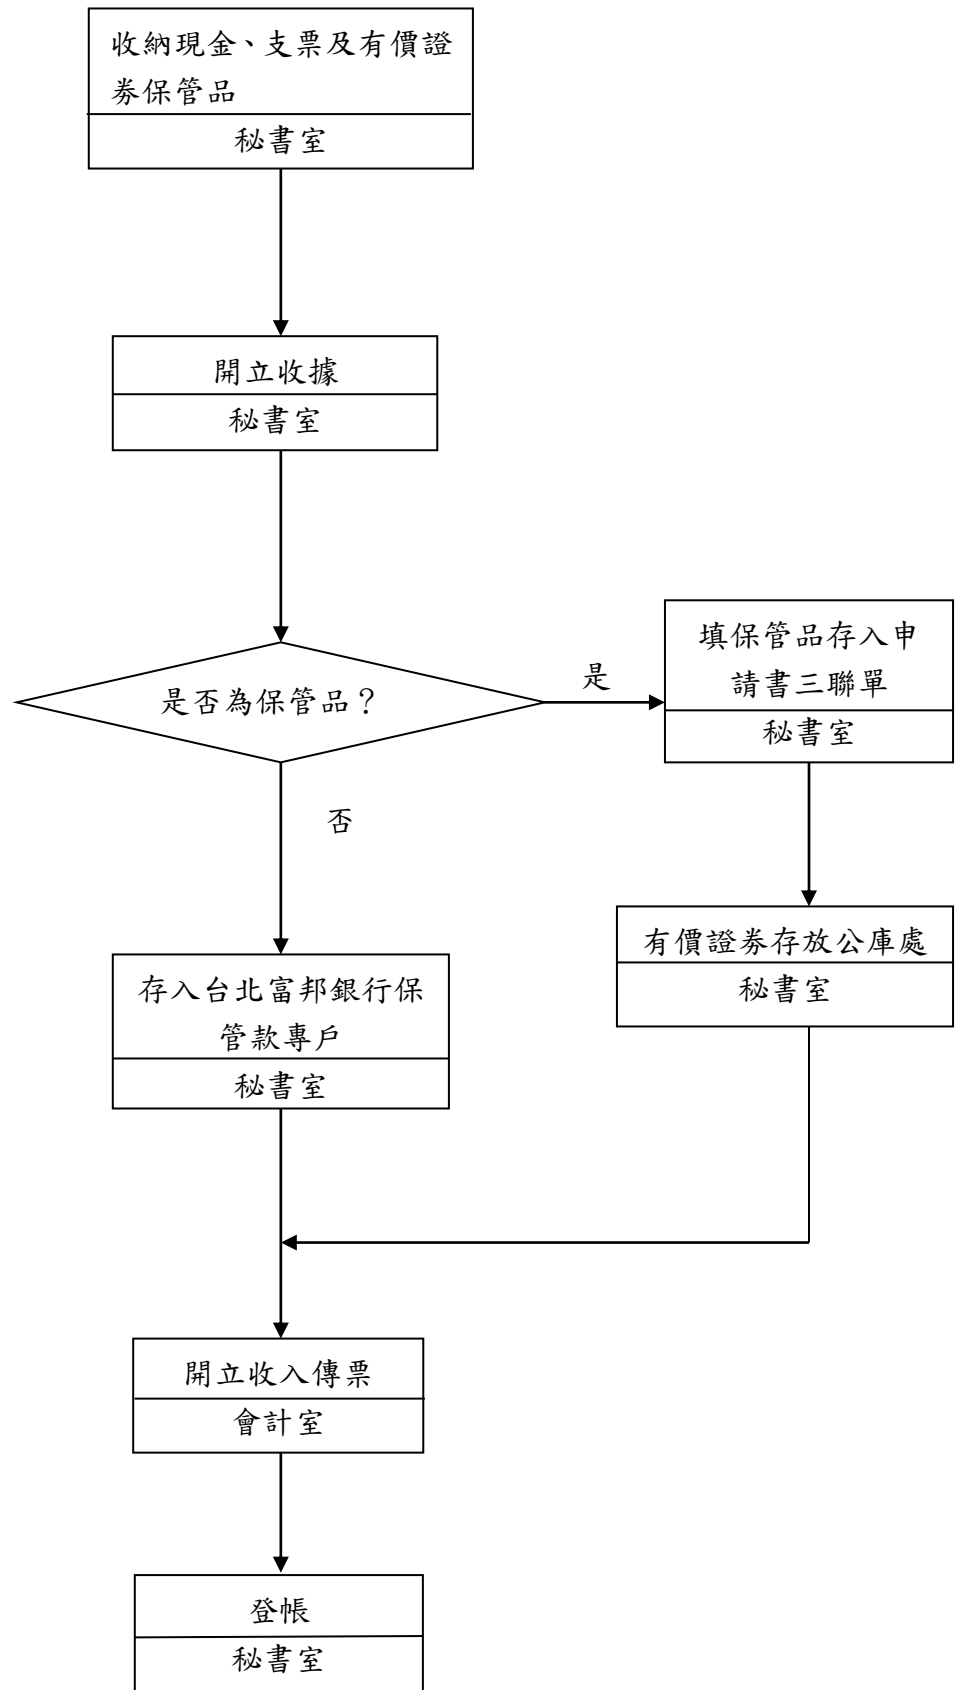 收納現金、支票及有價證
券保管品
秘書室
開立收據
秘書室
是否為保管品？
是
填保管品存入申
請書三聯單
秘書室
否
有價證券存放公庫處
秘書室
存入台北富邦銀行保
管款專戶
秘書室
開立收入傳票
會計室
登帳
秘書室